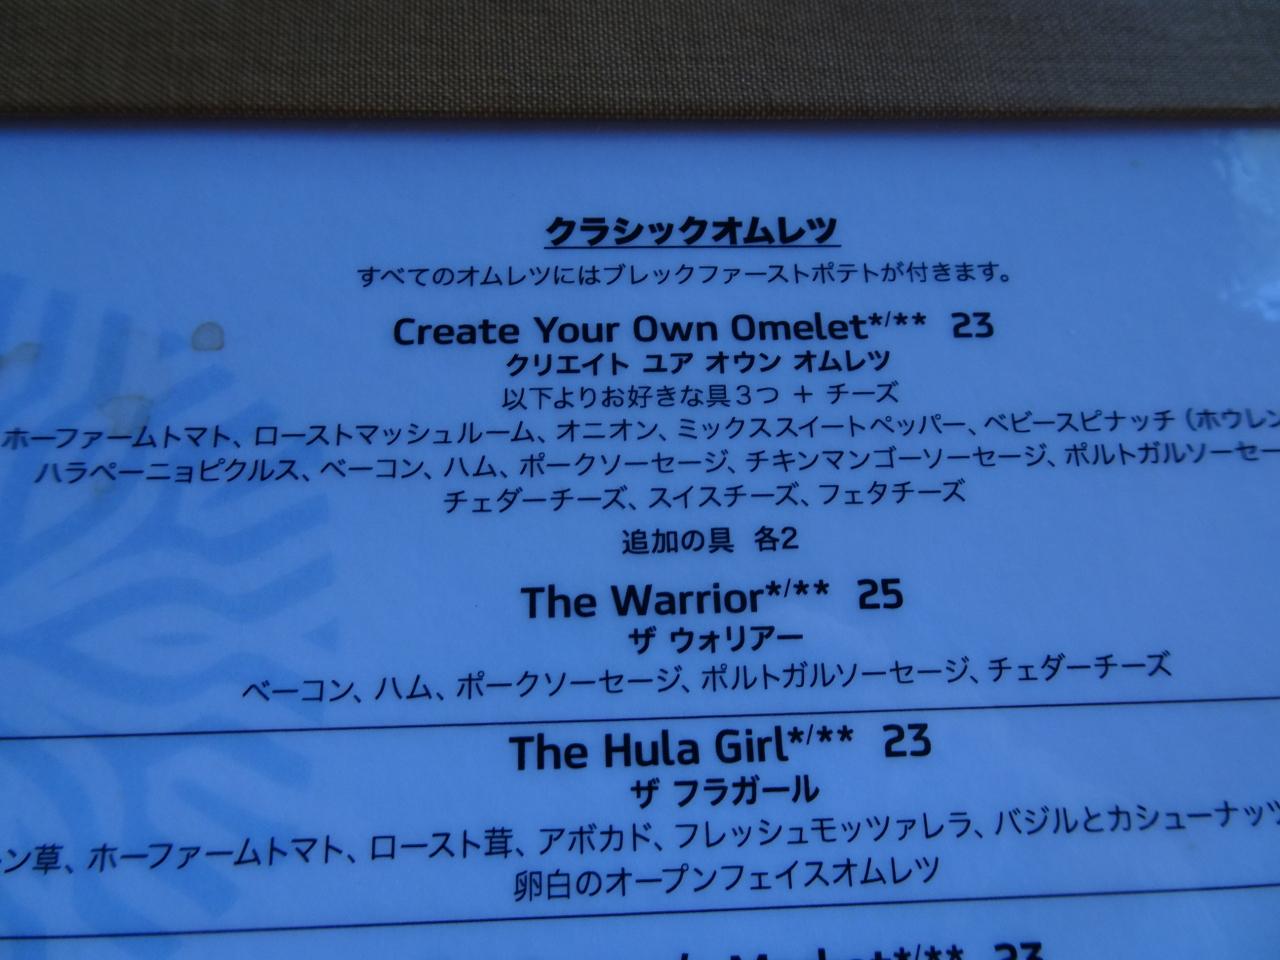 クラシックオムレツ
すべてのオムレツにはブレックファーストポテトが付きます。
Create Your Own Omelet*/** 23
クリエイト ユア オウン オムレツ
以下よりお好きな具3つ + チーズ
ホーファームトマト、ローストマッシュルーム、オニオン、ミックススイートペッパー、ベビースピナッチ（ホウレン
ハラペーニョピクルス、ベーコン、ハム、ポークソーセージ、チキンマンゴーソーセージ、ポルトガルソーセー
チェダーチーズ、スイスチーズ、フェタチーズ
追加の具 各2
The Warrior*/** 25
ザ ウォリアー
ベーコン、ハム、ポークソーセージ、ポルトガルソーセージ、チェダーチーズ
The Hula Girl*/** 23
ザ フラガール
ン草、ホーファームトマト、ロースト茸、アボカド、フレッシュモッツァレラ、バジルとカシューナッツ
卵白のオープンフェイスオムレツ
Market*/** 23